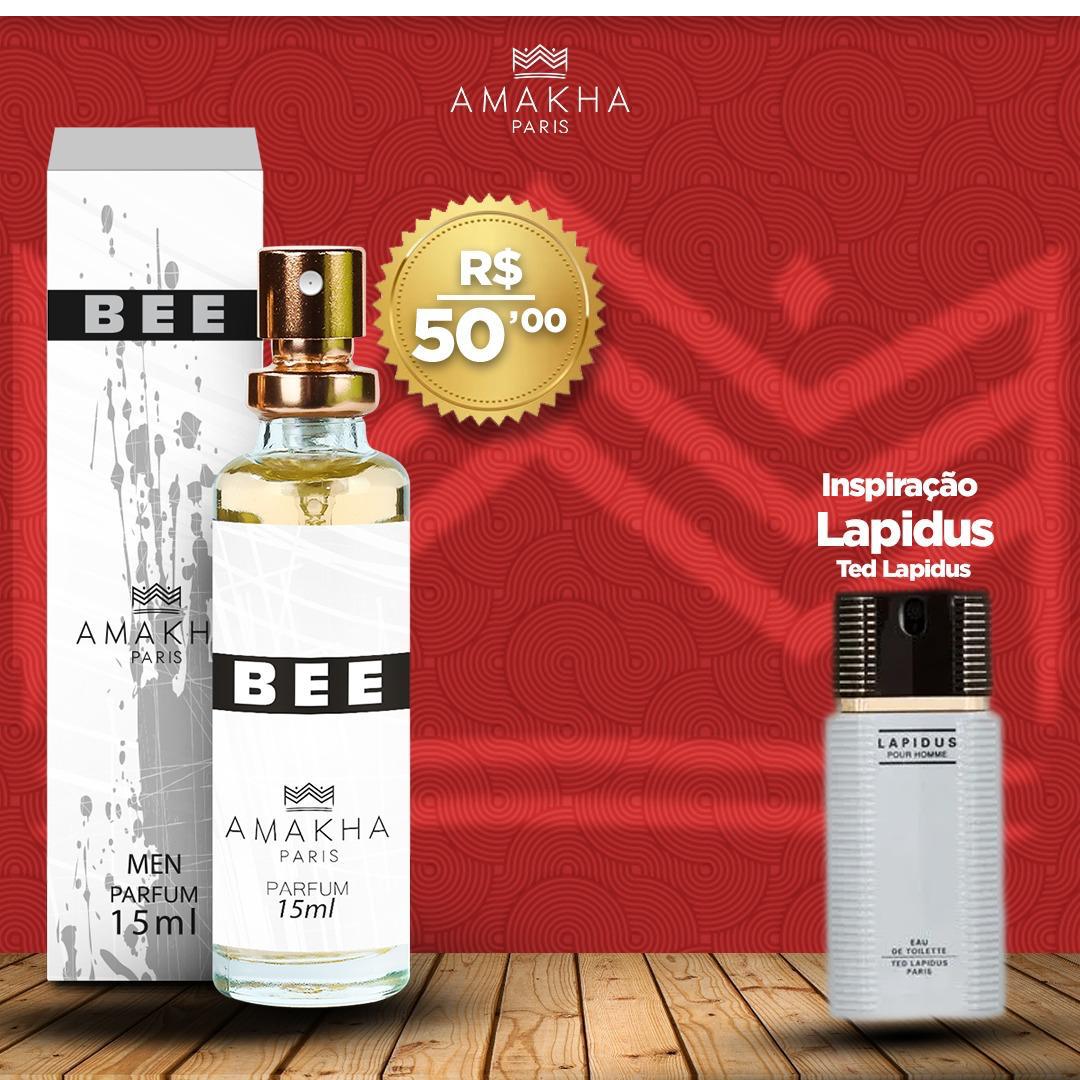 AMAKHA
PARIS
R$
50,00
BEE
AMAKH
PARIS
MEN
PARFUM
15ml
BEE
AMAKHA
PARIS
PARFUM
15ml
Inspiração
Lapidus
Ted Lapidus
LAPIDUS
POUR HOMME
EAU
DE TOILETTE
TED LAPIDUS
PARIS